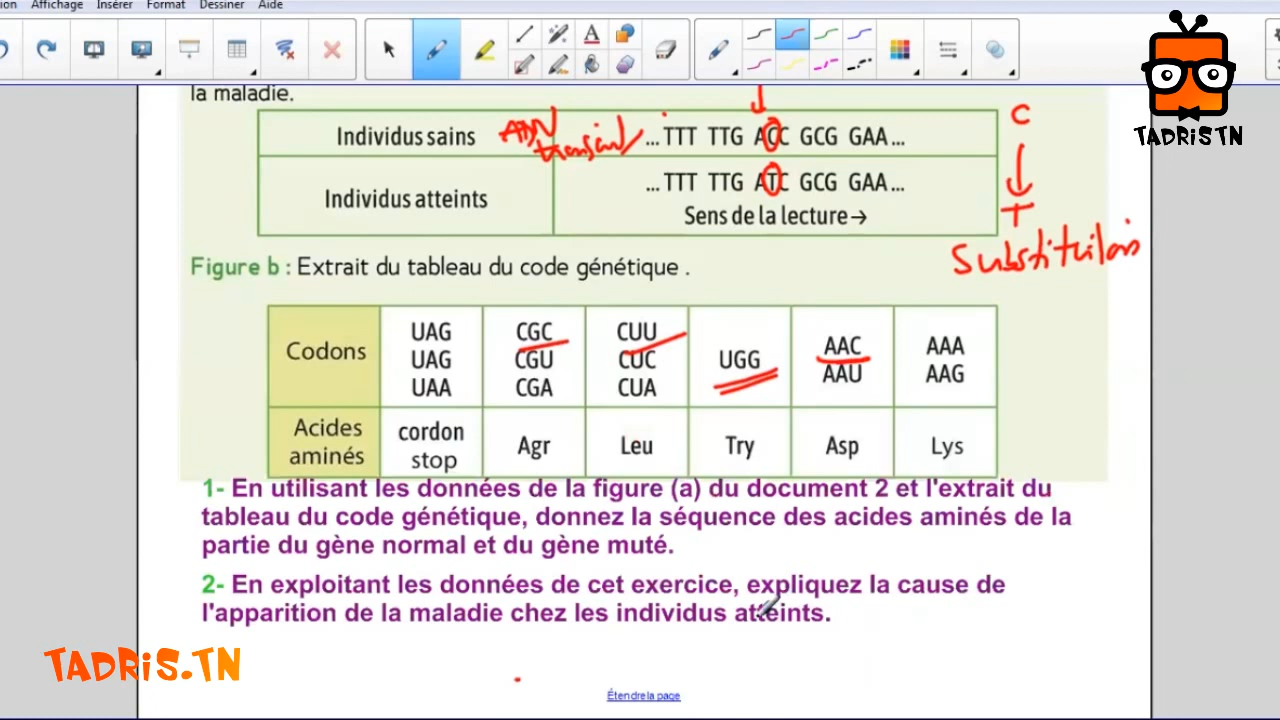 Affichage Insérer Format Dessiner Aide
TADRISTN
la maladie.
Individus sains
ADN
transcrit
...TTT TTG ACC GCG GAA...
C
T
Substitution
Individus atteints
...TTT TTG ATC GCG GAA...
Sens de la lecture→
Figure b : Extrait du tableau du code génétique .
Codons
UAG
UAG
UAA
CGC
CGU
CGA
CUU
CUC
CUA
UGG
AAC
AAU
AAA
AAG
Acides
aminés
cordon
stop
Agr
Leu
Try
Asp
Lys
1- En utilisant les données de la figure (a) du document 2 et l'extrait du
tableau du code génétique, donnez la séquence des acides aminés de la
partie du gène normal et du gène muté.
2- En exploitant les données de cet exercice, expliquez la cause de
l'apparition de la maladie chez les individus atteints.
TADRIS.TN
Étendre la page